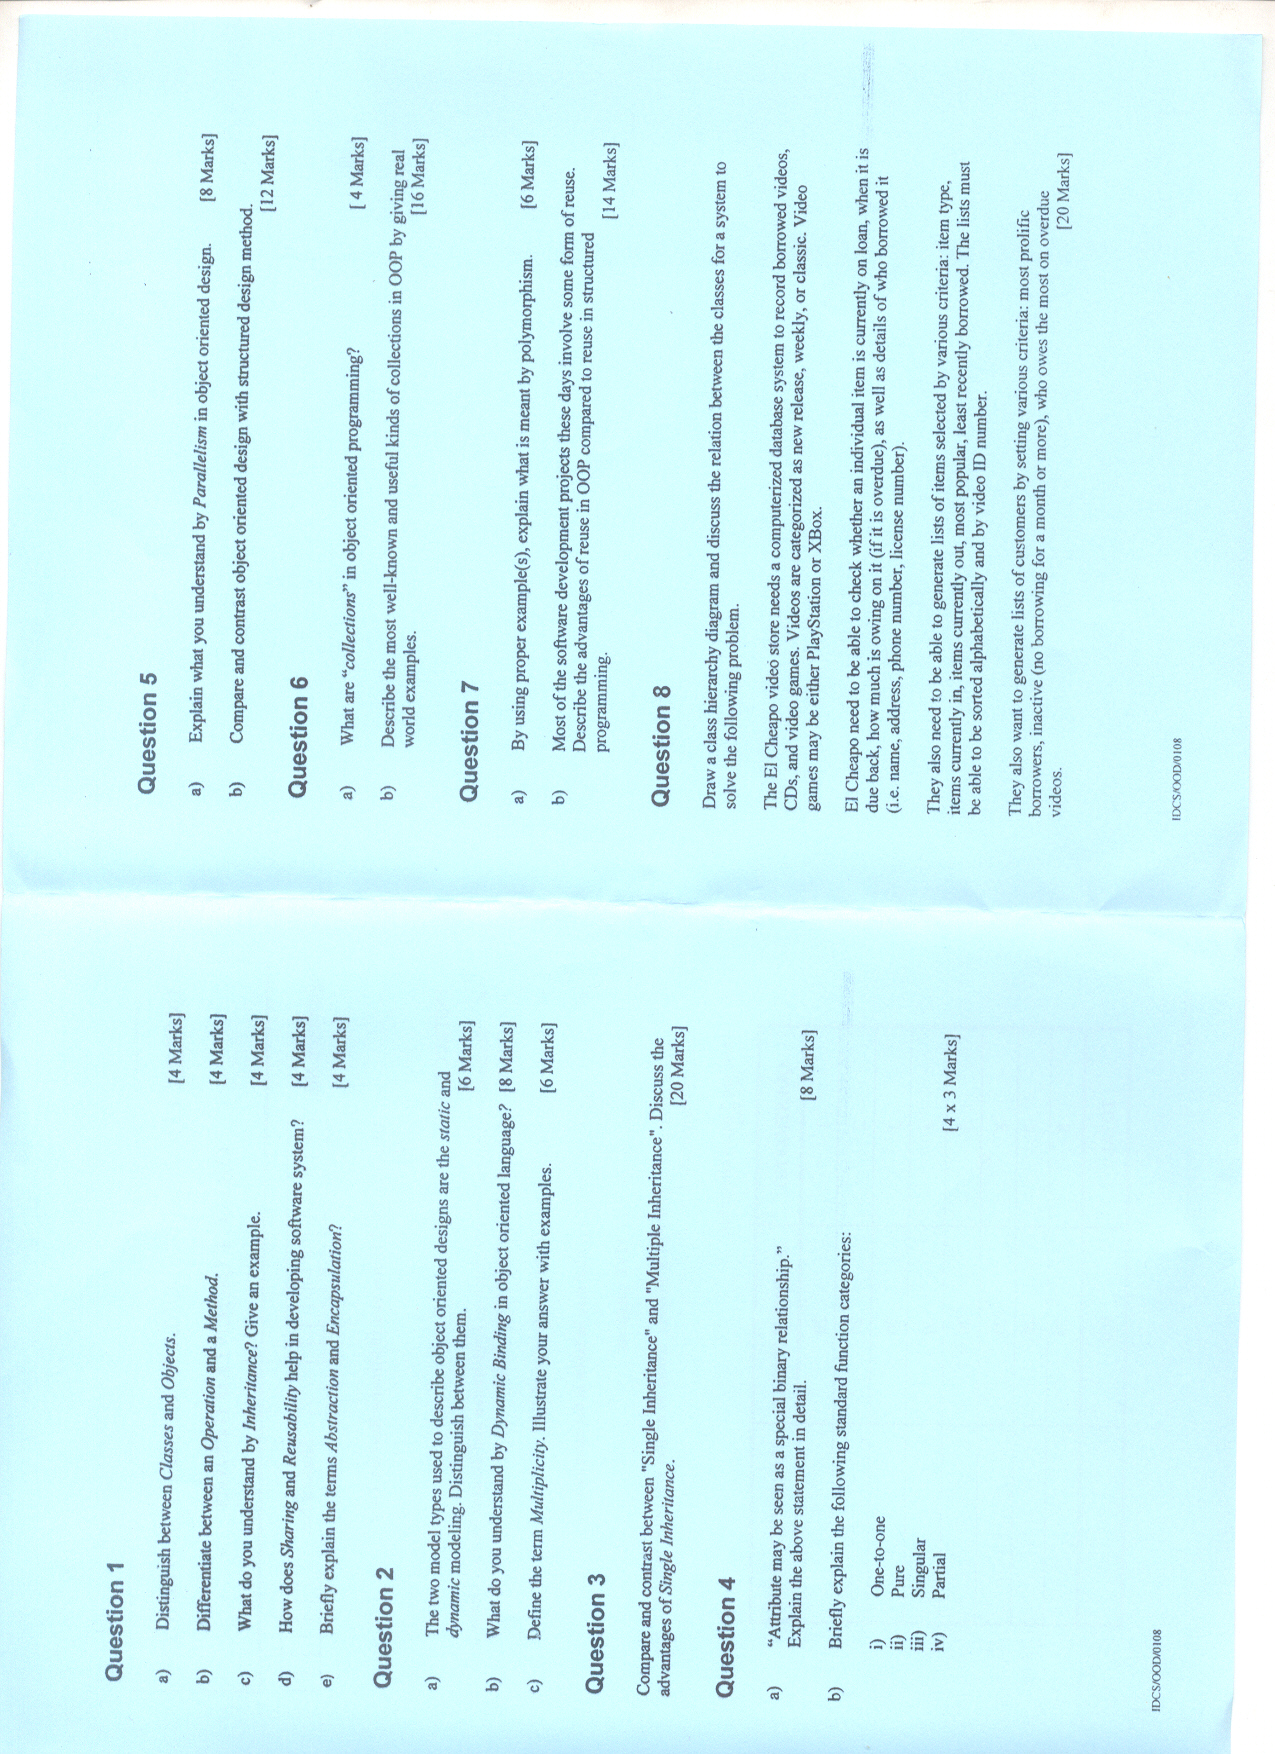 Question 1
a) Distinguish between Classes and Objects. [4 Marks]
b) Differentiate between an Operation and a Method. [4 Marks]
c) What do you understand by Inheritance? Give an example. [4 Marks]
d) How does Sharing and Reusability help in developing software system? [4 Marks]
e) Briefly explain the terms Abstraction and Encapsulation? [4 Marks]
Question 2
a) The two model types used to describe object oriented designs are the static and
dynamic modeling. Distinguish between them. [6 Marks]
b) What do you understand by Dynamic Binding in object oriented language? [8 Marks]
c) Define the term Multiplicity. Illustrate your answer with examples. [6 Marks]
Question 3
Compare and contrast between "Single Inheritance" and "Multiple Inheritance". Discuss the
advantages of Single Inheritance. [20 Marks]
Question 4
a) “Attribute may be seen as a special binary relationship.”
Explain the above statement in detail. [8 Marks]
b) Briefly explain the following standard function categories:
i) One-to-one
ii) Pure
iii) Singular
iv) Partial [4 x 3 Marks]
IDCS/OOD/0108
Question 5
a) Explain what you understand by Parallelism in object oriented design. [8 Marks]
b) Compare and contrast object oriented design with structured design method.
[12 Marks]
Question 6
a) What are “collections” in object oriented programming? [ 4 Marks]
b) Describe the most well-known and useful kinds of collections in OOP by giving real
world examples. [16 Marks]
Question 7
a) By using proper example(s), explain what is meant by polymorphism. [6 Marks]
b) Most of the software development projects these days involve some form of reuse.
Describe the advantages of reuse in OOP compared to reuse in structured
programming. [14 Marks]
Question 8
Draw a class hierarchy diagram and discuss the relation between the classes for a system to
solve the following problem.
The El Cheapo video store needs a computerized database system to record borrowed videos,
CDs, and video games. Videos are categorized as new release, weekly, or classic. Video
games may be either PlayStation or XBox.
El Cheapo need to be able to check whether an individual item is currently on loan, when it is
due back, how much is owing on it (if it is overdue), as well as details of who borrowed it
(i.e. name, address, phone number, license number).
They also need to be able to generate lists of items selected by various criteria: item type,
items currently in, items currently out, most popular, least recently borrowed. The lists must
be able to be sorted alphabetically and by video ID number.
They also want to generate lists of customers by setting various criteria: most prolific
borrowers, inactive (no borrowing for a month or more), who owes the most on overdue
videos. [20 Marks]
IDCS/OOD/0108